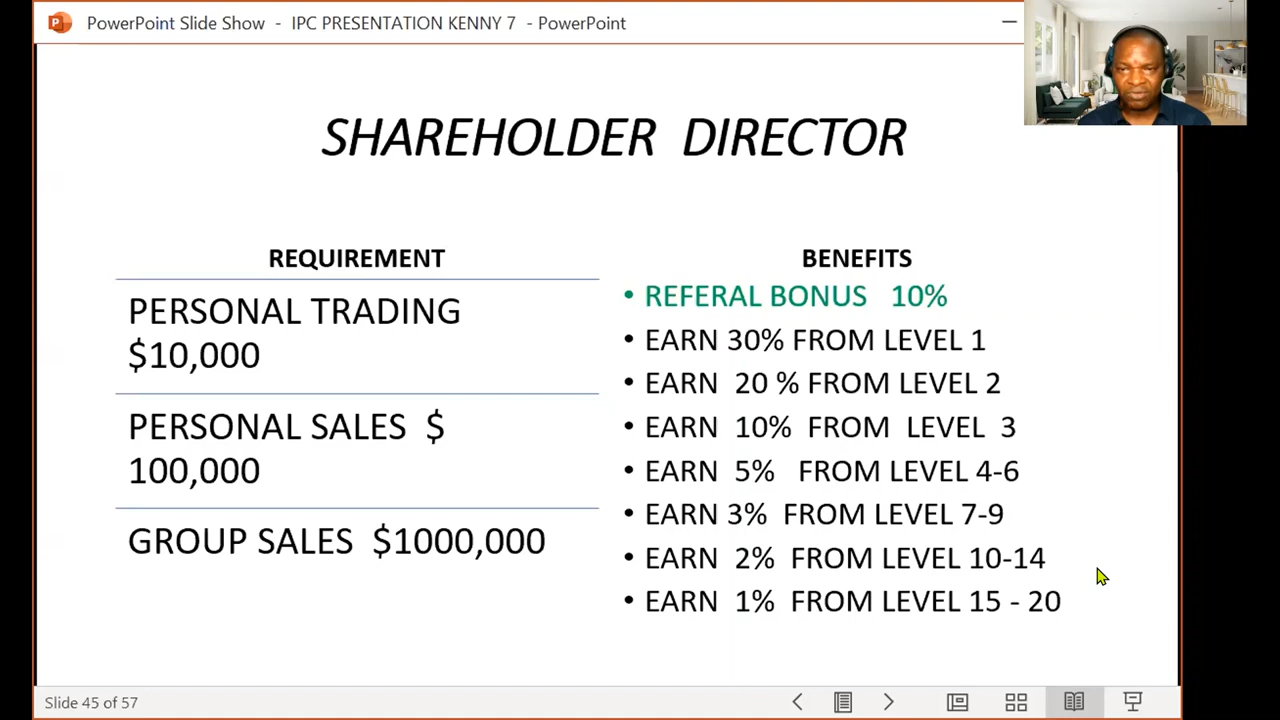 PowerPoint Slide Show - IPC PRESENTATION KENNY 7 - PowerPoint
SHAREHOLDER DIRECTOR
REQUIREMENT
PERSONAL TRADING
$10,000
PERSONAL SALES $
100,000
GROUP SALES $1000,000
BENEFITS
• REFERAL BONUS 10%
• EARN 30% FROM LEVEL 1
• EARN 20 % FROM LEVEL 2
• EARN 10% FROM LEVEL 3
• EARN 5% FROM LEVEL 4-6
• EARN 3% FROM LEVEL 7-9
• EARN 2% FROM LEVEL 10-14
• EARN 1% FROM LEVEL 15 - 20
Slide 45 of 57